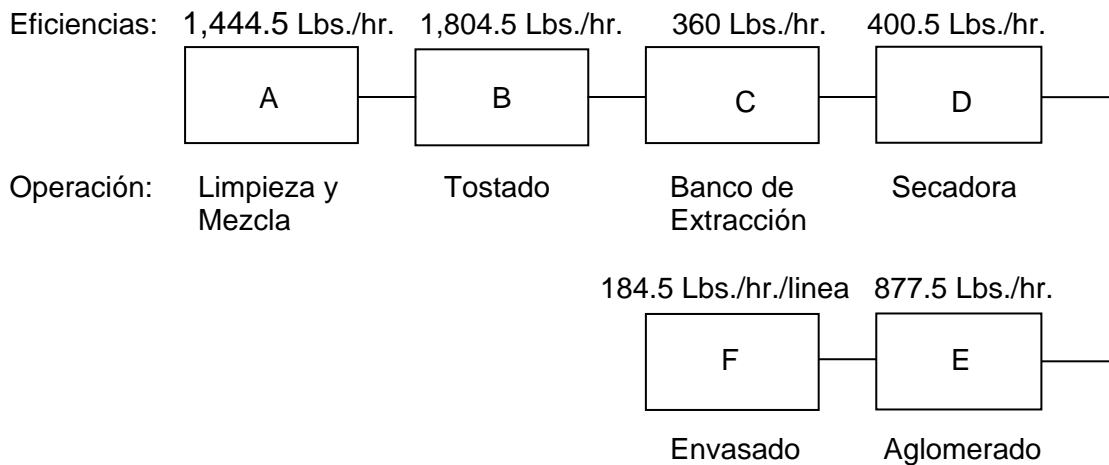 Eficiencias: 1,444.5 Lbs./hr. 1,804.5 Lbs./hr. 360 Lbs./hr. 400.5 Lbs./hr.
A B C D
Operación: Limpieza y Mezcla Tostado Banco de Extracción Secadora
184.5 Lbs./hr./linea 877.5 Lbs./hr.
F E
Envasado Aglomerado